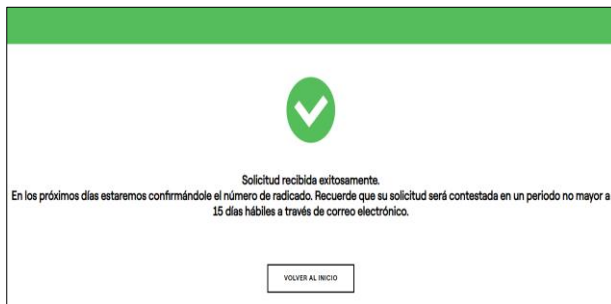 Solicitud recibida exitosamente.
En los próximos días estaremos confirmándole el número de radicado. Recuerde que su solicitud será contestada en un periodo no mayor a
15 días hábiles a través de correo electrónico.
VOLVER AL INICIO